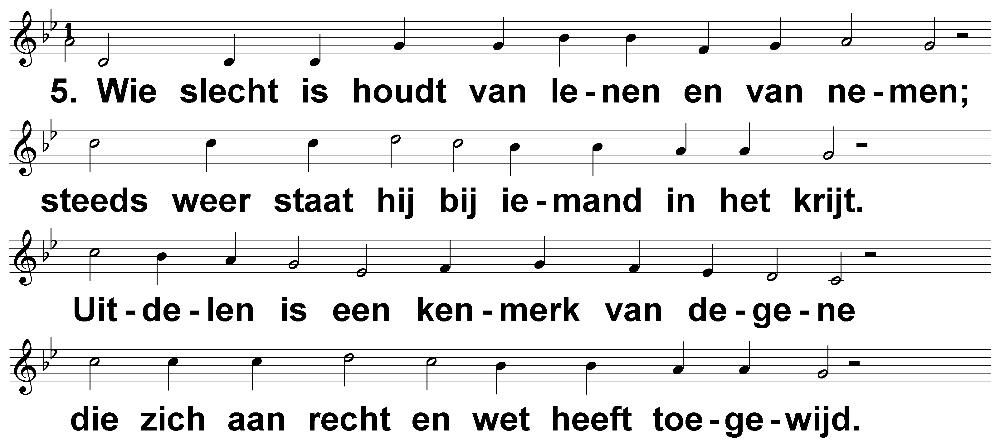 5. Wie slecht is houdt van le-nen en van ne-men;
steeds weer staat hij bij ie-mand in het krijt.
Uit-de-len is een ken-merk van de-ge-ne
die zich aan recht en wet heeft toe-ge-wijd.